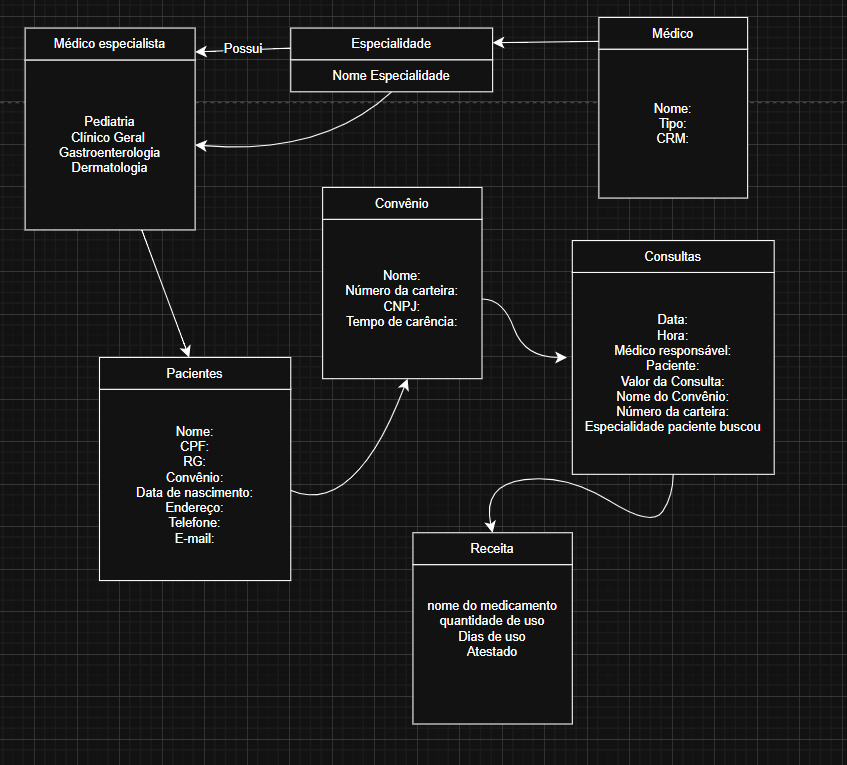 Médico especialista
Pediatria
Clínico Geral
Gastroenterologia
Dermatologia
Possui
Especialidade
Nome Especialidade
Médico
Nome:
Tipo:
CRM:
Convênio
Nome:
Número da carteira:
CNPJ:
Tempo de carência:
Consultas
Data:
Hora:
Médico responsável:
Paciente:
Valor da Consulta:
Nome do Convênio:
Número da carteira:
Especialidade paciente buscou
Pacientes
Nome:
CPF:
RG:
Convênio:
Data de nascimento:
Endereço:
Telefone:
E-mail:
Receita
nome do medicamento
quantidade de uso
Dias de uso
Atestado